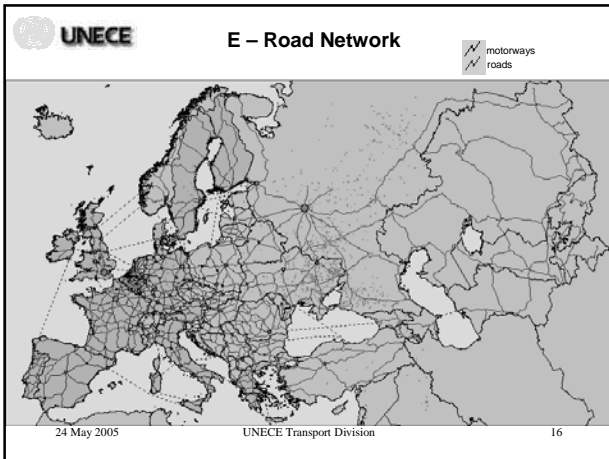 UNECE
E – Road Network
motorways
roads
24 May 2005
UNECE Transport Division
16